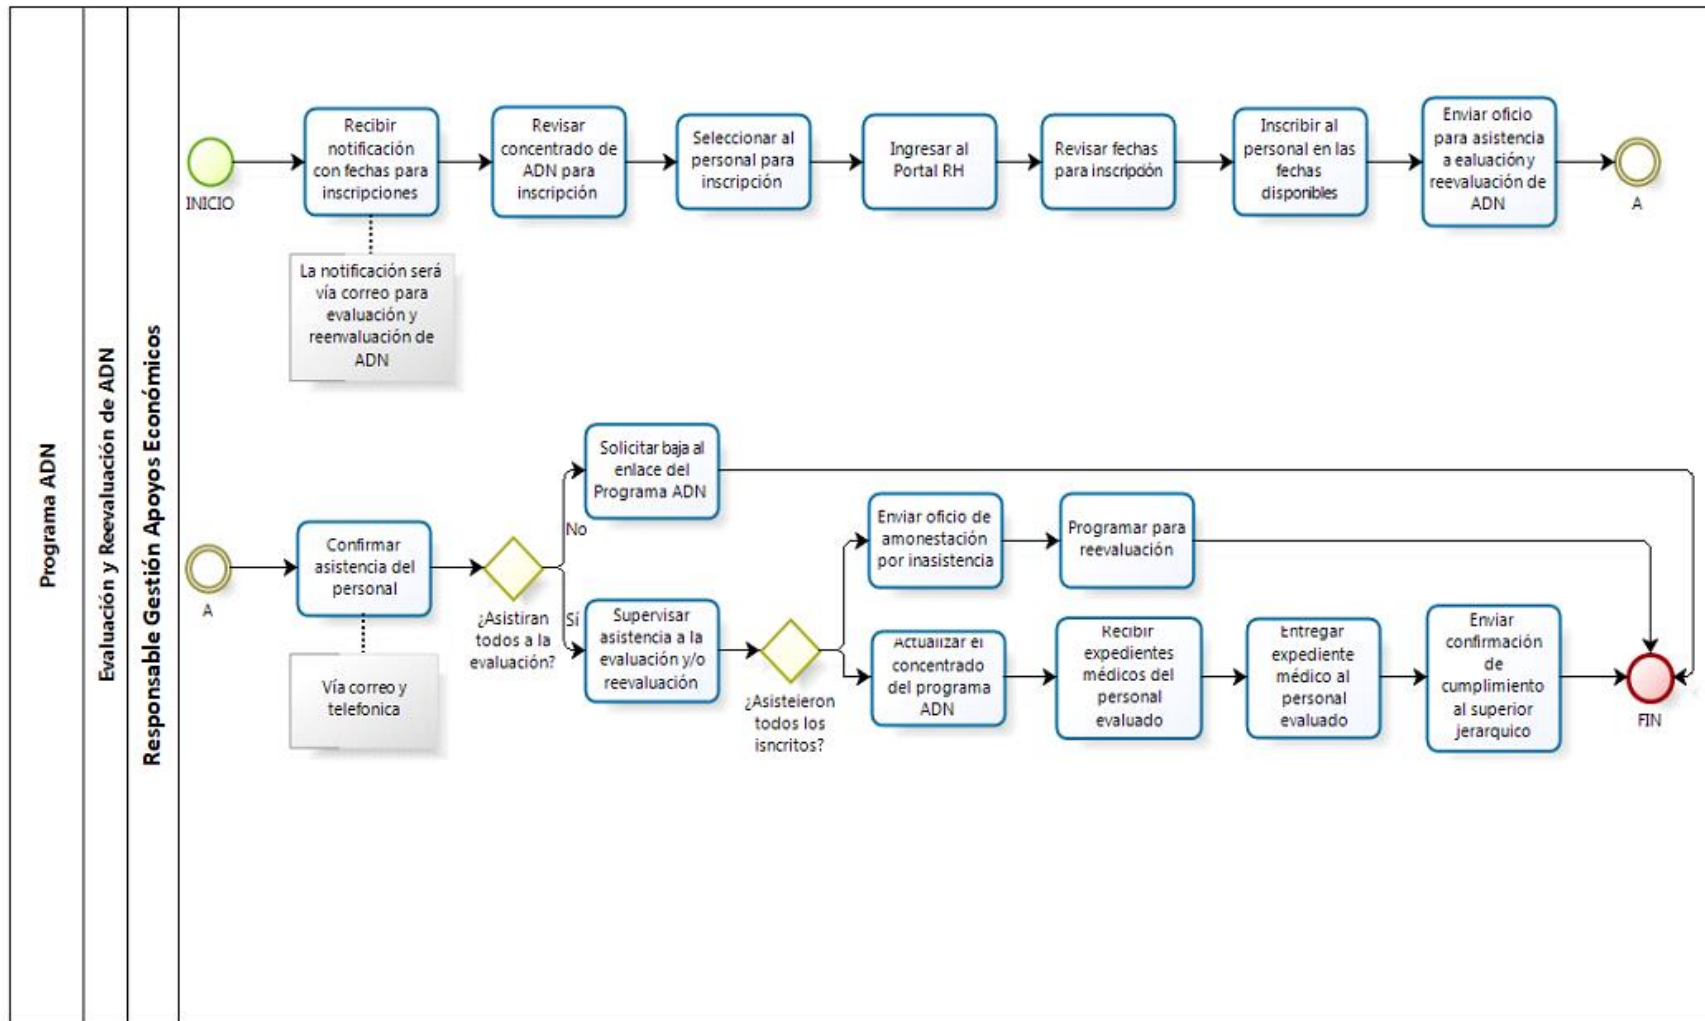 Programa ADN
Evaluación y Reevaluación de ADN
Responsable Gestión Apoyos Económicos
INICIO
Recibir
notificación
con fechas para
inscripciones
La notificación será
vía correo para
evaluación y
reenvaluación de
ADN
Revisar
concentrado de
ADN para
inscripción
Seleccionar al
personal para
inscripción
Ingresar al
Portal RH
Revisar fechas
para inscripción
Inscribir al
personal en las
fechas
disponibles
Enviar oficio
para asistencia
a ealuación y
reevaluación de
ADN
A
A
Confirmar
asistencia del
personal
Vía correo y
telefonica
¿Asistiran
todos a la
evaluación?
No
Solicitar baja al
enlace del
Programa ADN
Sí
Supervisar
asistencia a la
evaluación y/o
reevaluación
¿Asisteieron
todos los
isncritos?
Enviar oficio de
amonestación
por inasistencia
Programar para
reevaluación
Actualizar el
concentrado
del programa
ADN
Recibir
expedientes
médicos del
personal
evaluado
Entregar
expediente
médico al
personal
evaluado
Enviar
confirmación
de
cumplimiento
al superior
jerarquico
FIN